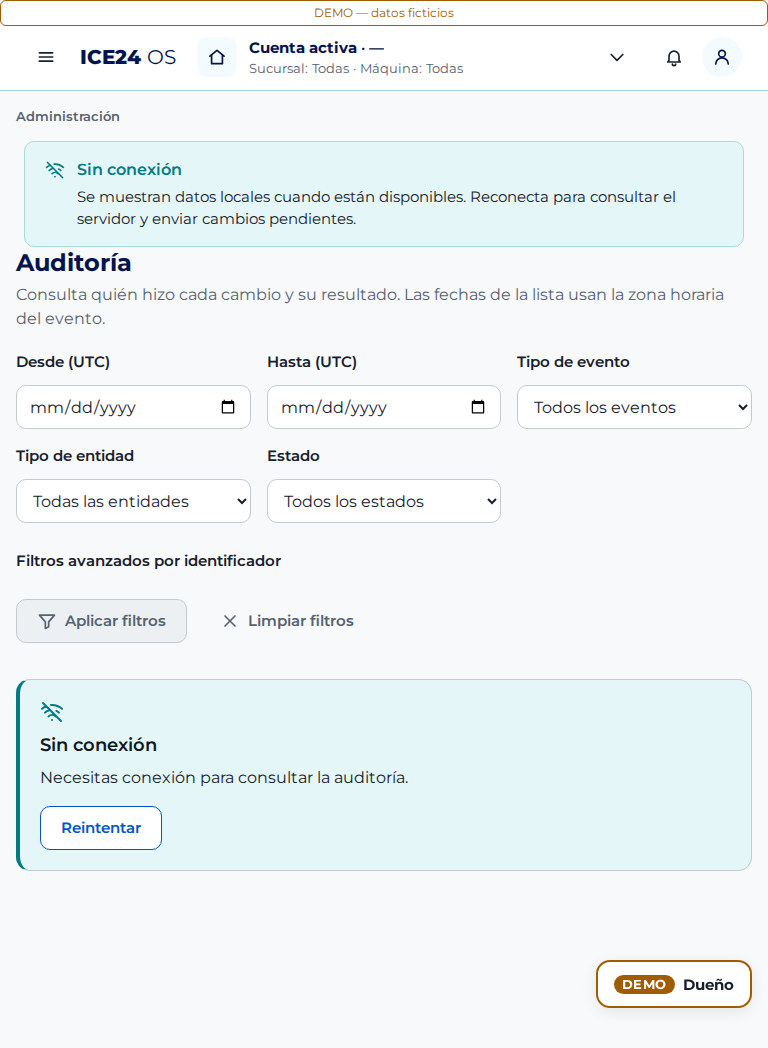 DEMO — datos ficticios
ICE24 OS
Cuenta activa · —
Sucursal: Todas · Máquina: Todas
Administración
Sin conexión
Se muestran datos locales cuando están disponibles. Reconecta para consultar el
servidor y enviar cambios pendientes.
Auditoría
Consulta quién hizo cada cambio y su resultado. Las fechas de la lista usan la zona horaria
del evento.
Desde (UTC) Hasta (UTC) Tipo de evento
mm/dd/yyyy mm/dd/yyyy Todos los eventos
Tipo de entidad Estado
Todas las entidades Todos los estados
Filtros avanzados por identificador
Aplicar filtros Limpiar filtros
Sin conexión
Necesitas conexión para consultar la auditoría.
Reintentar
DEMO Dueño